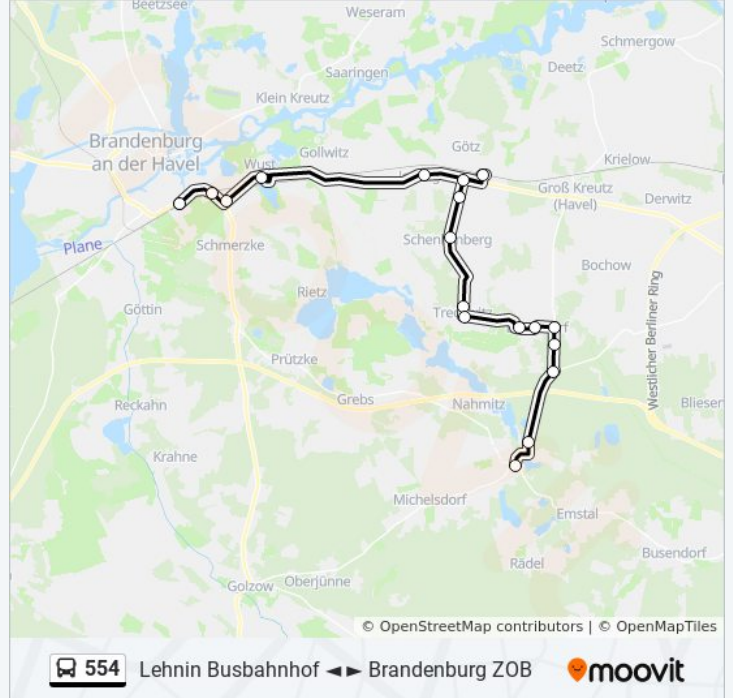 Beetzsee
Weseram
Schmergow
Deetz
Saaringen
Klein Kreutz
Brandenburg
an der Havel
Götz
Gollwitz
Krielow
Wust
Groß Kreutz
(Havel)
Derwitz
Plane
Schmerzke
Bochow
Rietz
Westlicher Berliner Ring
Göttin
Prützke
Grebs
Nahmitz
Reckahn
Krahne
Michelsdorf
Emstal
Busendorf
Rädel
Oberjünne
Golzow
© OpenStreetMap contributors | © OpenMapTiles
554 Lehnin Busbahnhof ◄ ► Brandenburg ZOB moovit